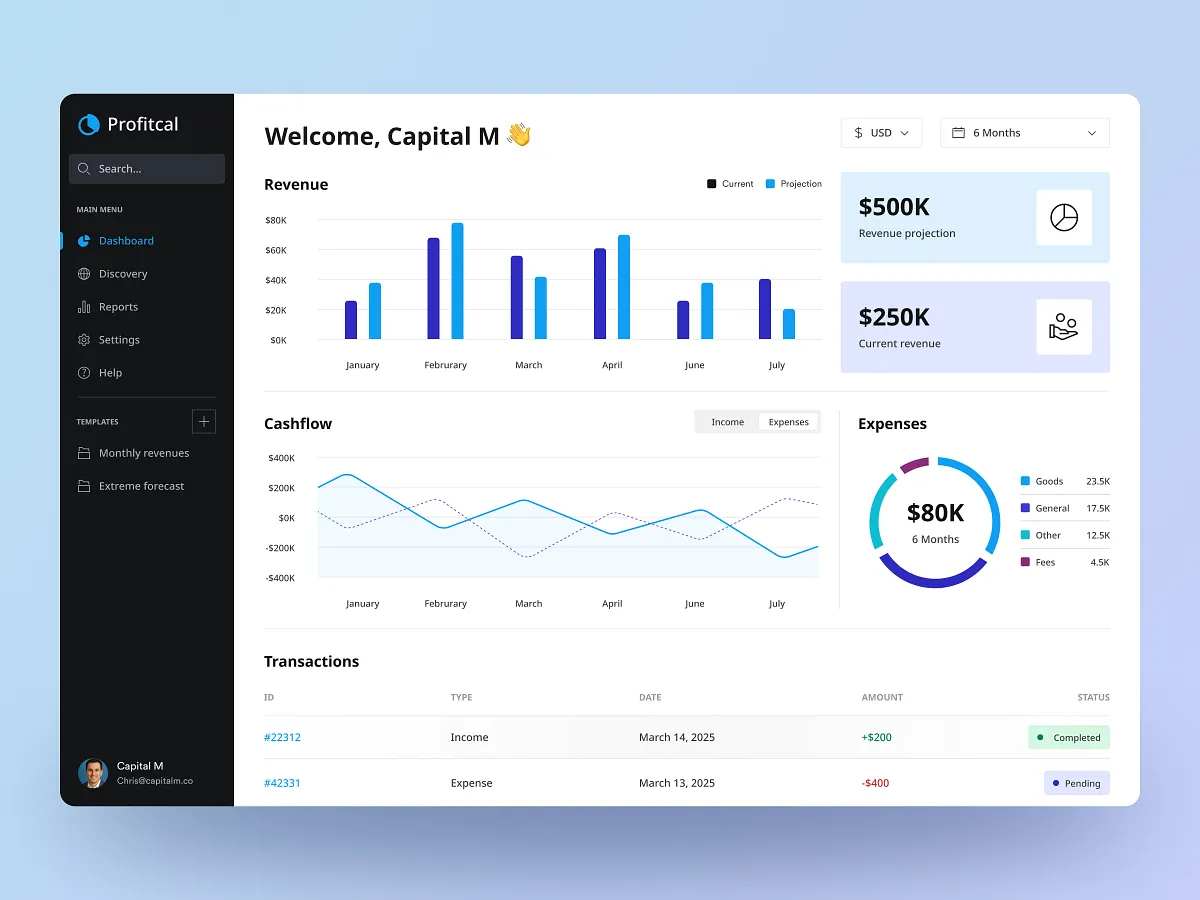 Profitcal
Search...
MAIN MENU
Dashboard
Discovery
Reports
Settings
Help
TEMPLATES
Monthly revenues
Extreme forecast
Capital M
Chris@capitalm.co
Welcome, Capital M 👋
$ USD
6 Months
Revenue
Current Projection
$80K
$60K
$40K
$20K
$0K
January Februrary March April June July
$500K
Revenue projection
$250K
Current revenue
Cashflow
Income Expenses
$400K
$200K
$0K
-$200K
-$400K
January Februrary March April June July
Expenses
$80K
6 Months
Goods 23.5K
General 17.5K
Other 12.5K
Fees 4.5K
Transactions
ID TYPE DATE AMOUNT STATUS
#22312 Income March 14, 2025 +$200 Completed
#42331 Expense March 13, 2025 -$400 Pending